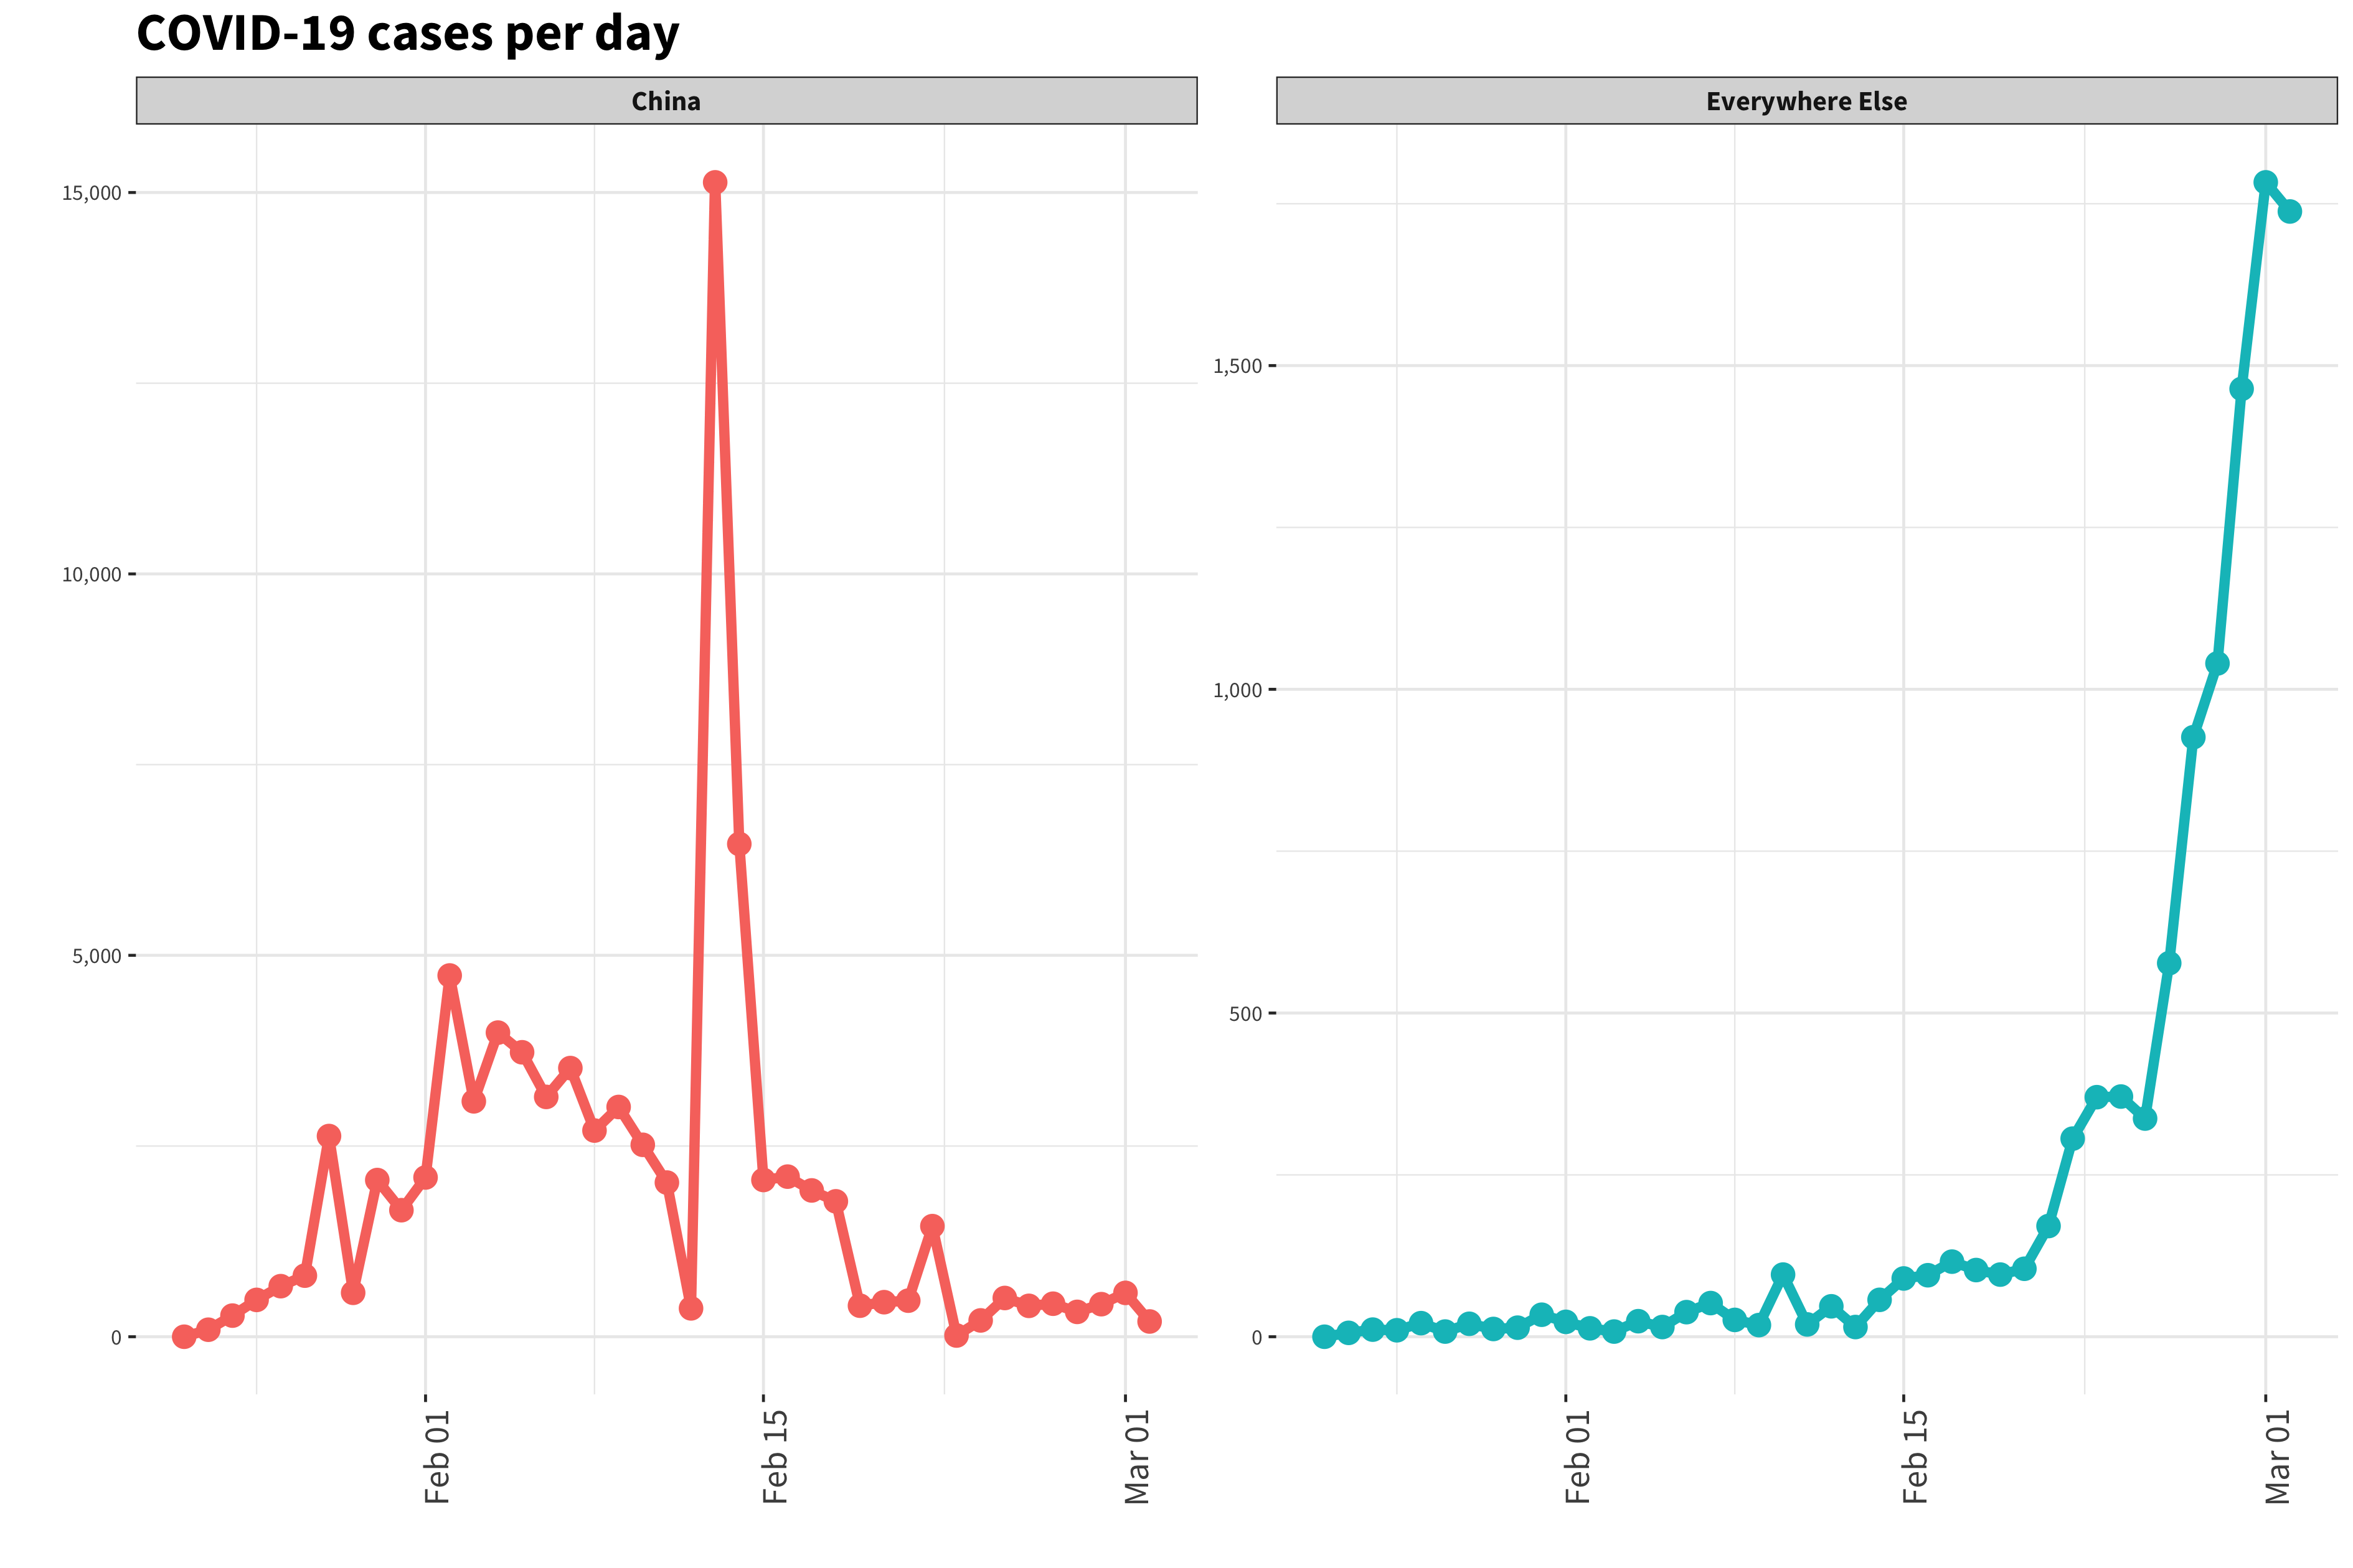 COVID-19 cases per day
China
Everywhere Else
15,000
10,000
5,000
0
Feb 01
Feb 15
Mar 01
1,500
1,000
500
0
Feb 01
Feb 15
Mar 01